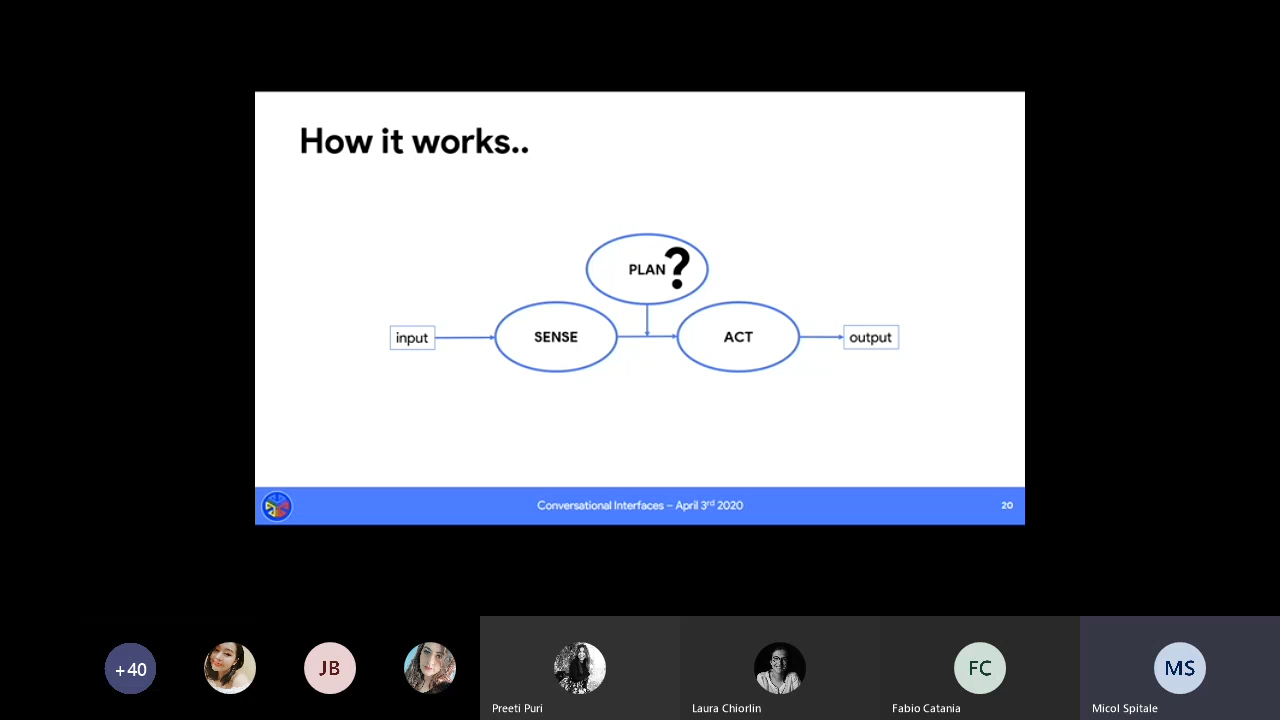 How it works..
PLAN ?
input
SENSE
ACT
output
Conversational Interfaces – April 3rd 2020
20
+40
JB
FC
MS
Preeti Puri
Laura Chiorlin
Fabio Catania
Micol Spitale